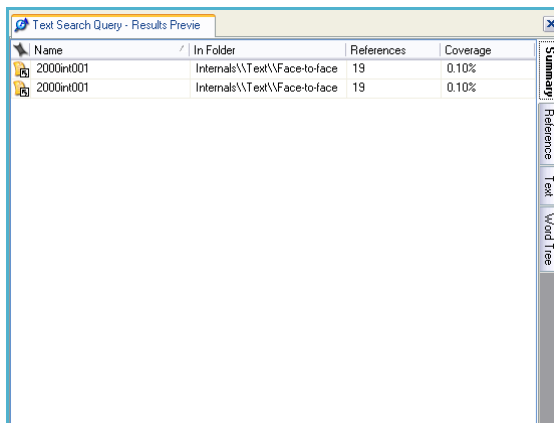 Text Search Query - Results Previe
Name In Folder References Coverage
2000int001 Internals\\Text\\Face-to-face 19 0.10%
2000int001 Internals\\Text\\Face-to-face 19 0.10%
Summary
Reference
Text
Word Tree